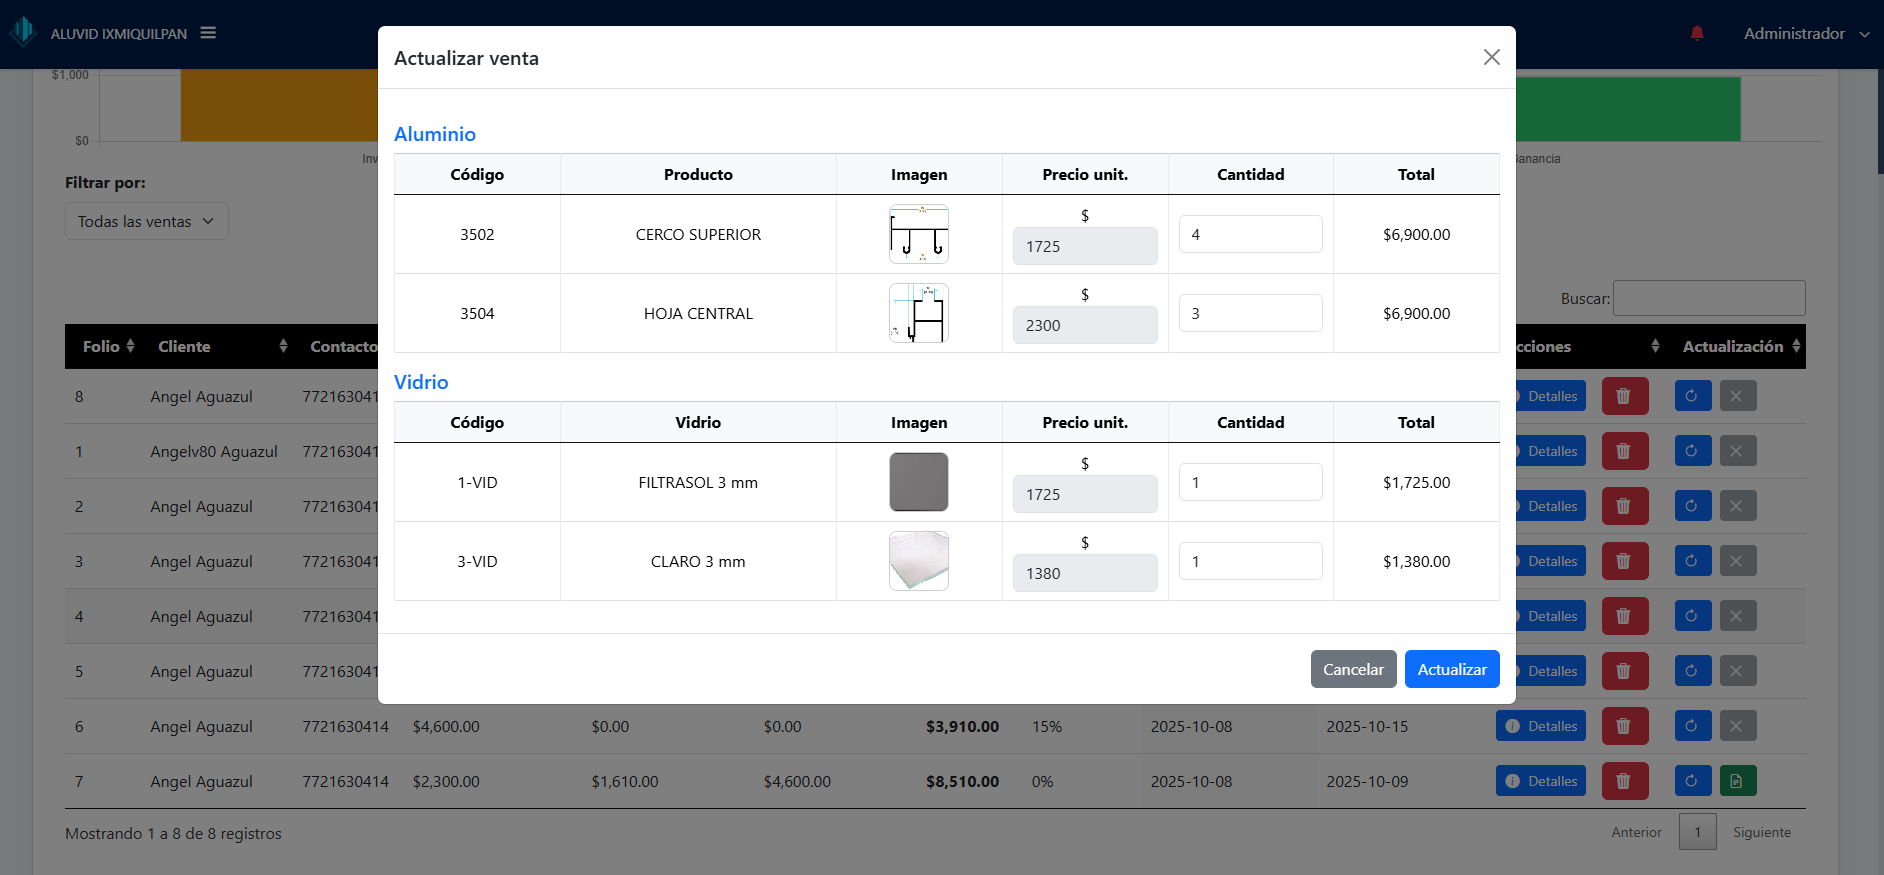 ALUVID IXMIQUILPAN
Administrador
Actualizar venta
$1,000
$0
Inv
Ganancia
Filtrar por:
Todas las ventas
Aluminio
Código Producto Imagen Precio unit. Cantidad Total
3502 CERCO SUPERIOR $ 1725 4 $6,900.00
3504 HOJA CENTRAL $ 2300 3 $6,900.00
Vidrio
Código Vidrio Imagen Precio unit. Cantidad Total
1-VID FILTRASOL 3 mm $ 1725 1 $1,725.00
3-VID CLARO 3 mm $ 1380 1 $1,380.00
Cancelar Actualizar
Buscar:
Folio Cliente Contacto cciones Actualización
8 Angel Aguazul 7721630414 Detalles
1 Angelv80 Aguazul 772163041 Detalles
2 Angel Aguazul 772163041 Detalles
3 Angel Aguazul 772163041 Detalles
4 Angel Aguazul 772163041 Detalles
5 Angel Aguazul 772163041 Detalles
6 Angel Aguazul 7721630414 $4,600.00 $0.00 $0.00 $3,910.00 15% 2025-10-08 2025-10-15 Detalles
7 Angel Aguazul 7721630414 $2,300.00 $1,610.00 $4,600.00 $8,510.00 0% 2025-10-08 2025-10-09 Detalles
Mostrando 1 a 8 de 8 registros
Anterior 1 Siguiente